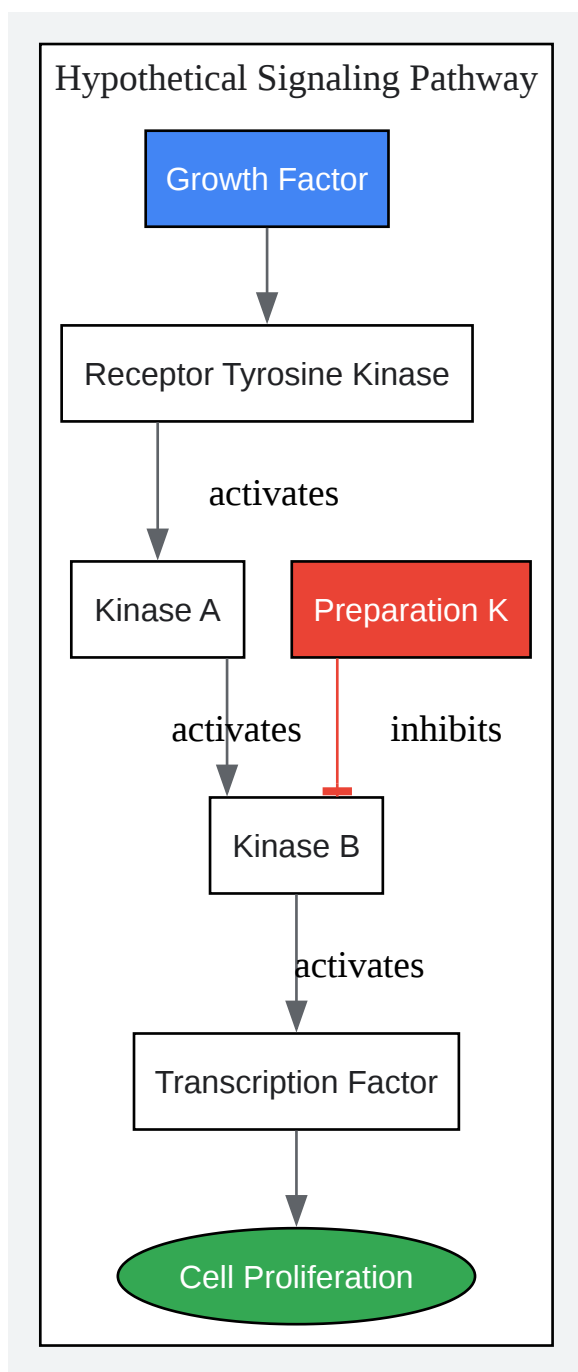 Hypothetical Signaling Pathway
Growth Factor
Receptor Tyrosine Kinase
activates
Kinase A
Preparation K
activates
inhibits
Kinase B
activates
Transcription Factor
Cell Proliferation